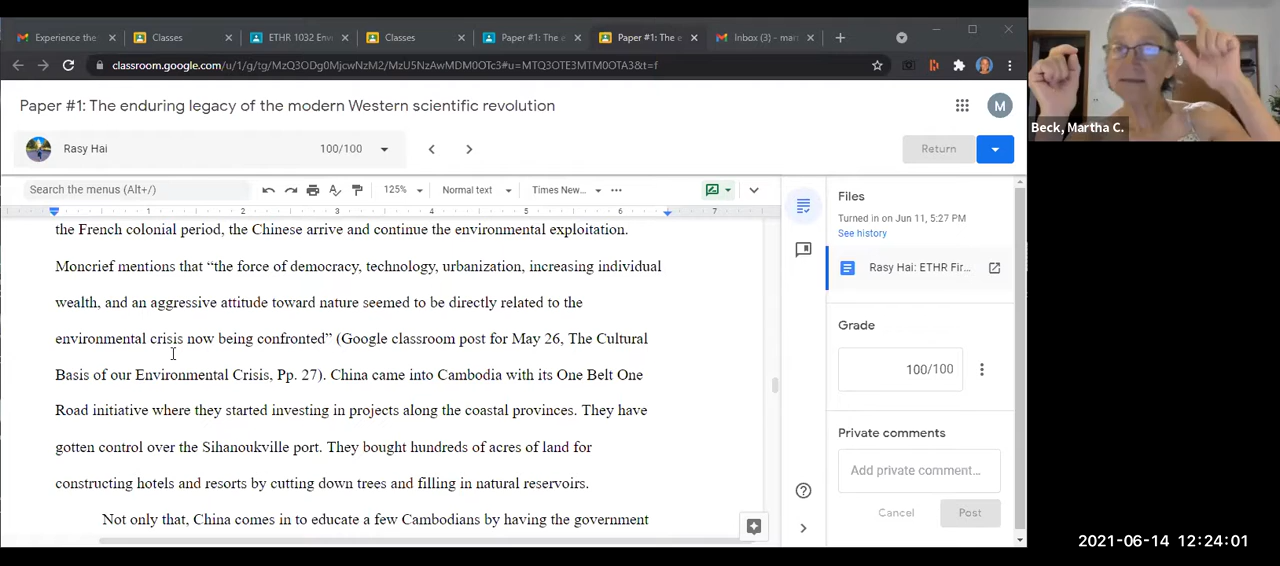 Experience the
Classes
ETHR 1032 Env
Classes
Paper #1: The e
Paper #1: The e
Inbox (3) - mar
classroom.google.com/u/1/g/tg/MzQ3ODg0MjcwNzM2/MzU5NzAwMDM0OTc3#u=MTQ3OTE3MTM0OTA3&t=f
Paper #1: The enduring legacy of the modern Western scientific revolution
M
Rasy Hai
100/100
Return
Search the menus (Alt+/)
125%
Normal text
Times New...
1 2 3 4 5 6 7
the French colonial period, the Chinese arrive and continue the environmental exploitation.
Moncrief mentions that “the force of democracy, technology, urbanization, increasing individual
wealth, and an aggressive attitude toward nature seemed to be directly related to the
environmental crisis now being confronted” (Google classroom post for May 26, The Cultural
Basis of our Environmental Crisis, Pp. 27). China came into Cambodia with its One Belt One
Road initiative where they started investing in projects along the coastal provinces. They have
gotten control over the Sihanoukville port. They bought hundreds of acres of land for
constructing hotels and resorts by cutting down trees and filling in natural reservoirs.
Not only that, China comes in to educate a few Cambodians by having the government
Files
Turned in on Jun 11, 5:27 PM
See history
Rasy Hai: ETHR Fir...
Grade
100/100
Private comments
Add private comment...
Cancel
Post
Beck, Martha C.
2021-06-14 12:24:01